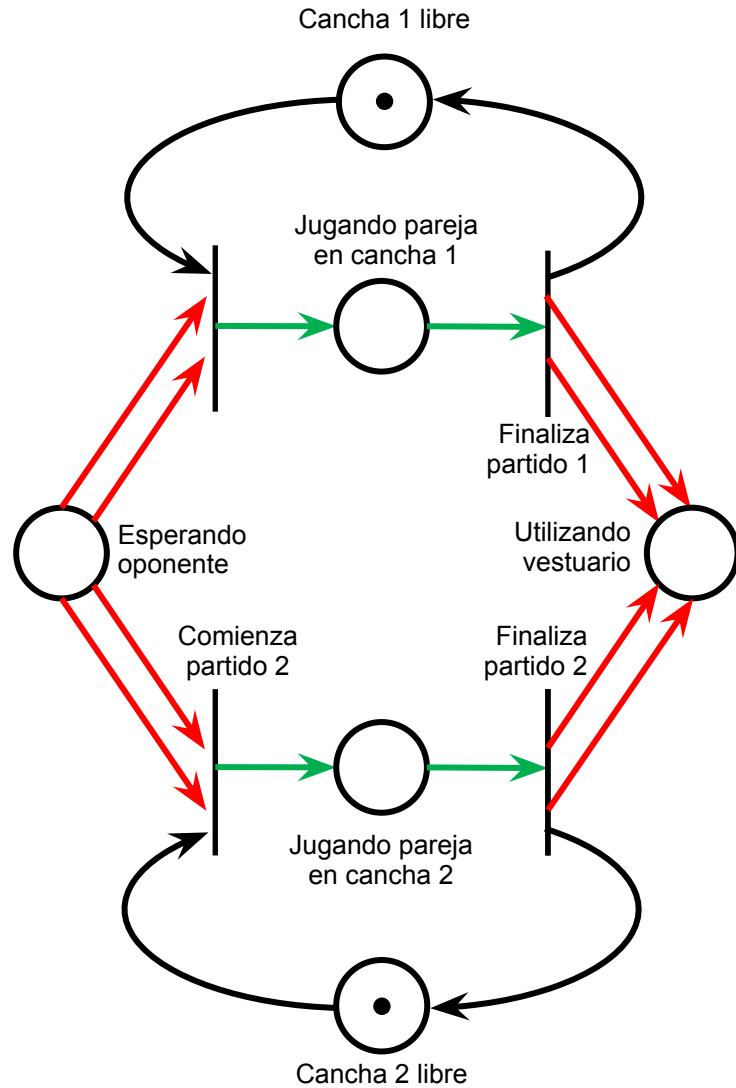 Cancha 1 libre
Jugando pareja
en cancha 1
Finaliza
partido 1
Esperando
oponente
Utilizando
vestuario
Comienza
partido 2
Finaliza
partido 2
Jugando pareja
en cancha 2
Cancha 2 libre